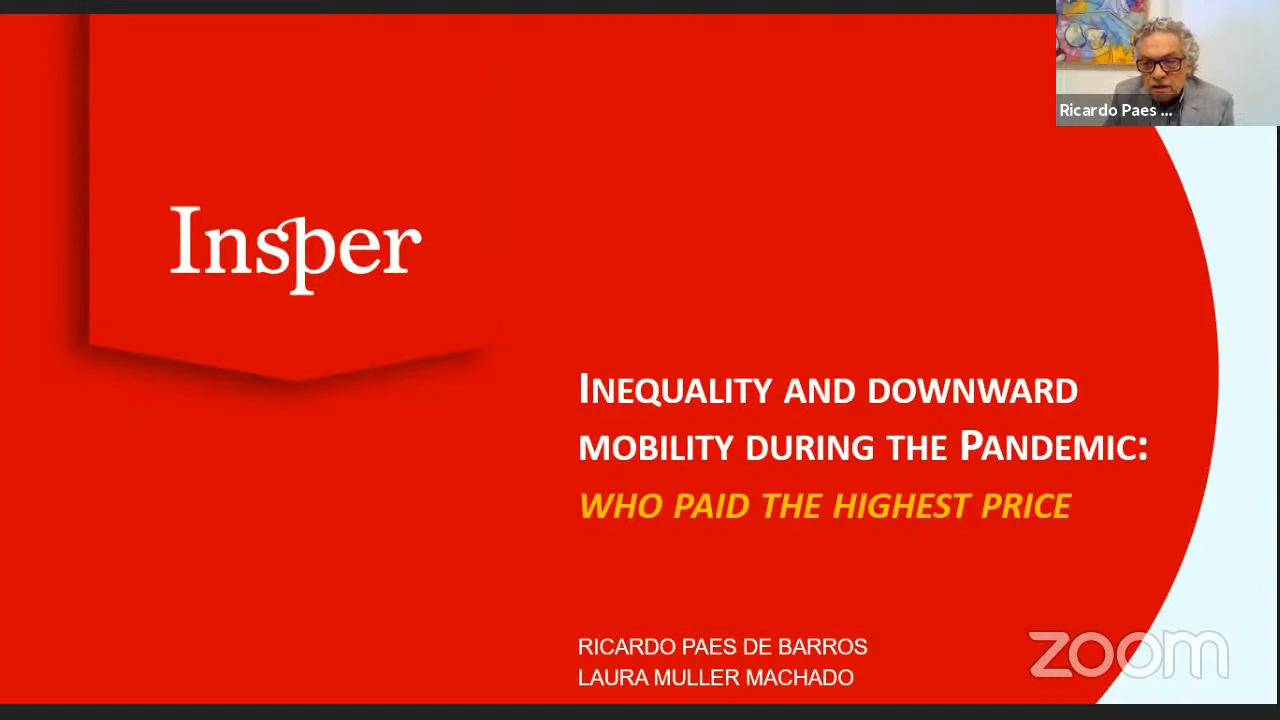 Ricardo Paes ...
Insper
INEQUALITY AND DOWNWARD
MOBILITY DURING THE PANDEMIC:
WHO PAID THE HIGHEST PRICE
RICARDO PAES DE BARROS
LAURA MULLER MACHADO
zoom